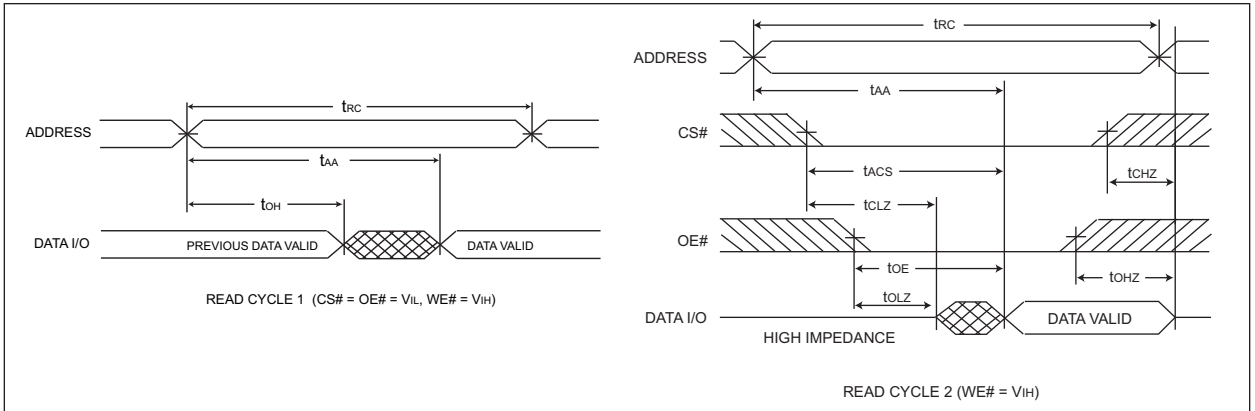 tRC
ADDRESS
tAA
tOH
DATA I/O
PREVIOUS DATA VALID
DATA VALID
READ CYCLE 1 (CS# = OE# = VIL, WE# = VIH)
tRC
ADDRESS
tAA
CS#
tACS
tCHZ
tCLZ
OE#
tOE
tOHZ
tOLZ
DATA I/O
DATA VALID
HIGH IMPEDANCE
READ CYCLE 2 (WE# = VIH)